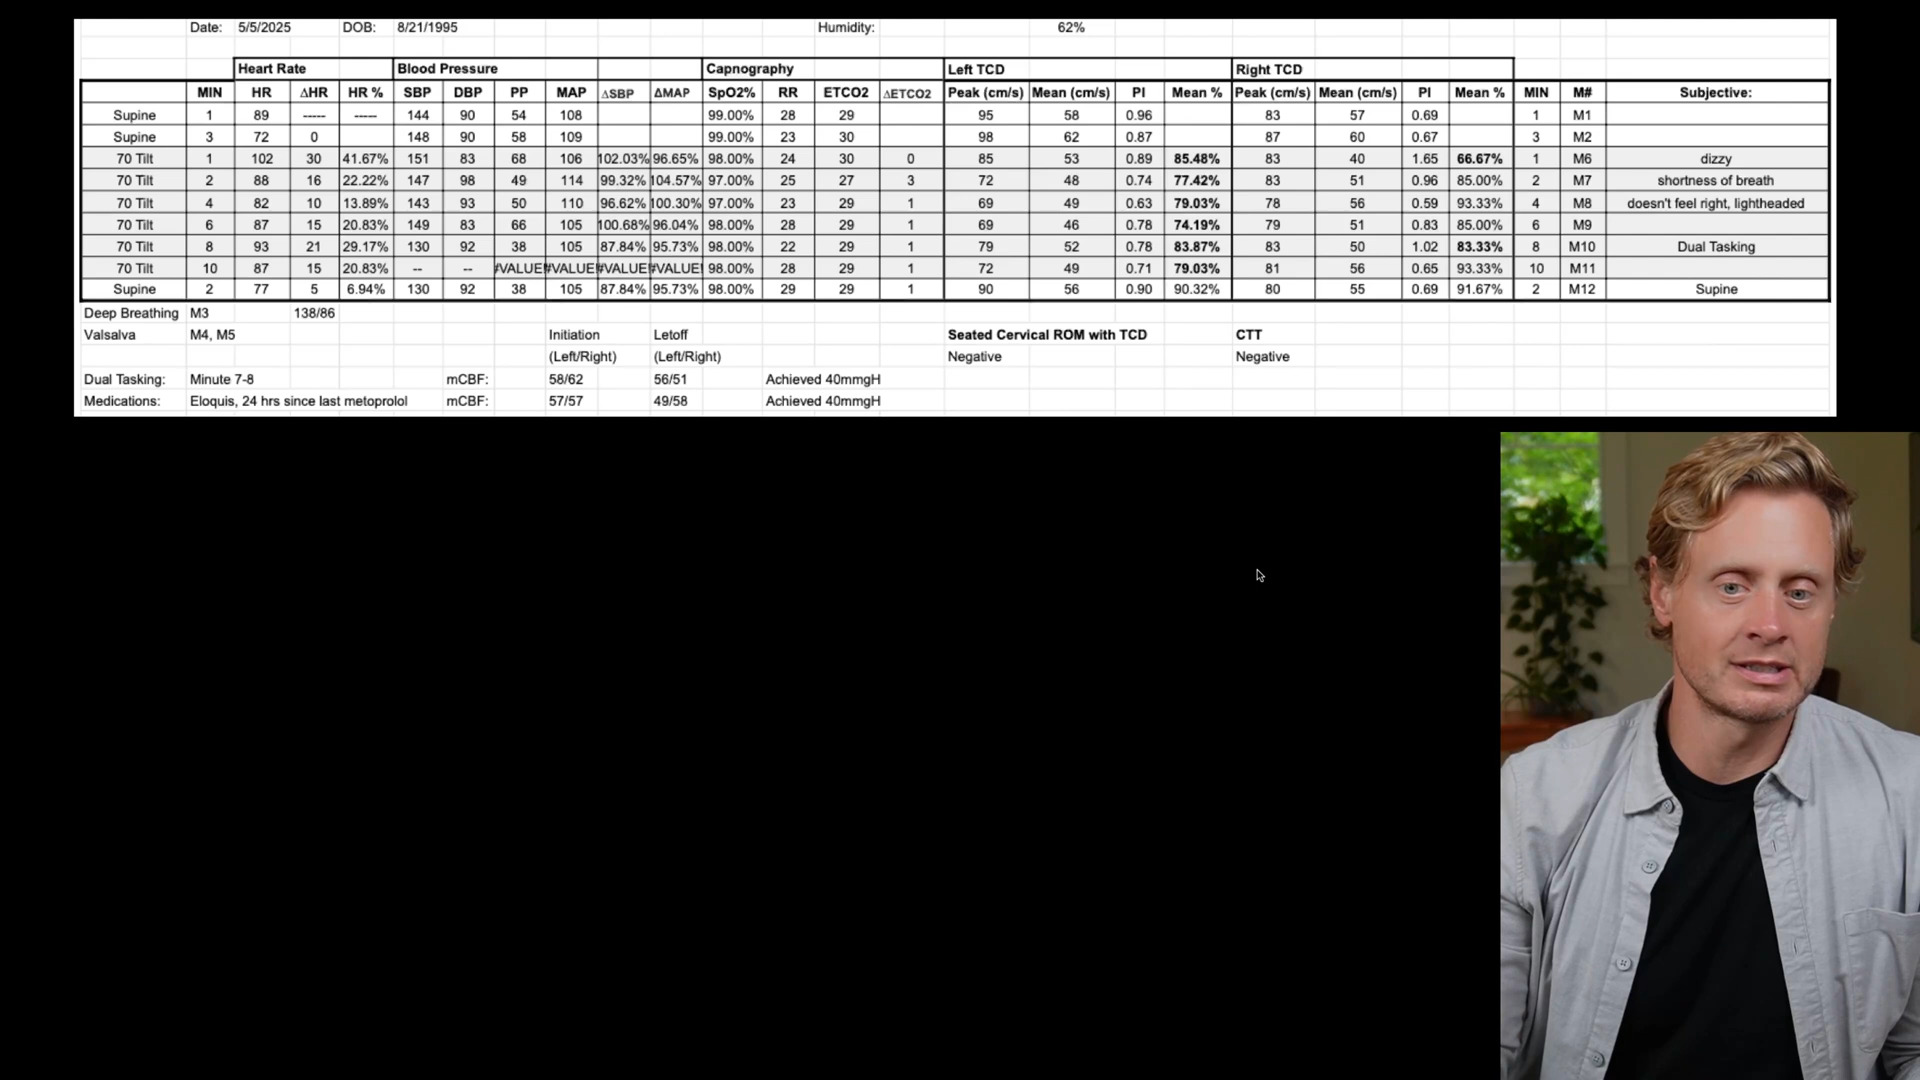 Date: 5/5/2025 DOB: 8/21/1995 Humidity: 62%
Heart Rate Blood Pressure Capnography Left TCD Right TCD
MIN HR ΔHR HR % SBP DBP PP MAP ΔSBP ΔMAP SpO2% RR ETCO2 ΔETCO2 Peak (cm/s) Mean (cm/s) PI Mean % Peak (cm/s) Mean (cm/s) PI Mean % MIN M# Subjective:
Supine 1 89 ----- ----- 144 90 54 108 99.00% 28 29 95 58 0.96 83 57 0.69 1 M1
Supine 3 72 0 148 90 58 109 99.00% 23 30 98 62 0.87 87 60 0.67 3 M2
70 Tilt 1 102 30 41.67% 151 83 68 106 102.03% 96.65% 98.00% 24 30 0 85 53 0.89 85.48% 83 40 1.65 66.67% 1 M6 dizzy
70 Tilt 2 88 16 22.22% 147 98 49 114 99.32% 104.57% 97.00% 25 27 3 72 48 0.74 77.42% 83 51 0.96 85.00% 2 M7 shortness of breath
70 Tilt 4 82 10 13.89% 143 93 50 110 96.62% 100.30% 97.00% 23 29 1 69 49 0.63 79.03% 78 56 0.59 93.33% 4 M8 doesn't feel right, lightheaded
70 Tilt 6 87 15 20.83% 149 83 66 105 100.68% 96.04% 98.00% 28 29 1 69 46 0.78 74.19% 79 51 0.83 85.00% 6 M9
70 Tilt 8 93 21 29.17% 130 92 38 105 87.84% 95.73% 98.00% 22 29 1 79 52 0.78 83.87% 83 50 1.02 83.33% 8 M10 Dual Tasking
70 Tilt 10 87 15 20.83% -- -- #VALUE! #VALUE! #VALUE! #VALUE! 98.00% 28 29 1 72 49 0.71 79.03% 81 56 0.65 93.33% 10 M11
Supine 2 77 5 6.94% 130 92 38 105 87.84% 95.73% 98.00% 29 29 1 90 56 0.90 90.32% 80 55 0.69 91.67% 2 M12 Supine
Deep Breathing M3 138/86
Valsalva M4, M5 Initiation Letoff Seated Cervical ROM with TCD CTT
(Left/Right) (Left/Right) Negative Negative
Dual Tasking: Minute 7-8 mCBF: 58/62 56/51 Achieved 40mmgH
Medications: Eloquis, 24 hrs since last metoprolol mCBF: 57/57 49/58 Achieved 40mmgH